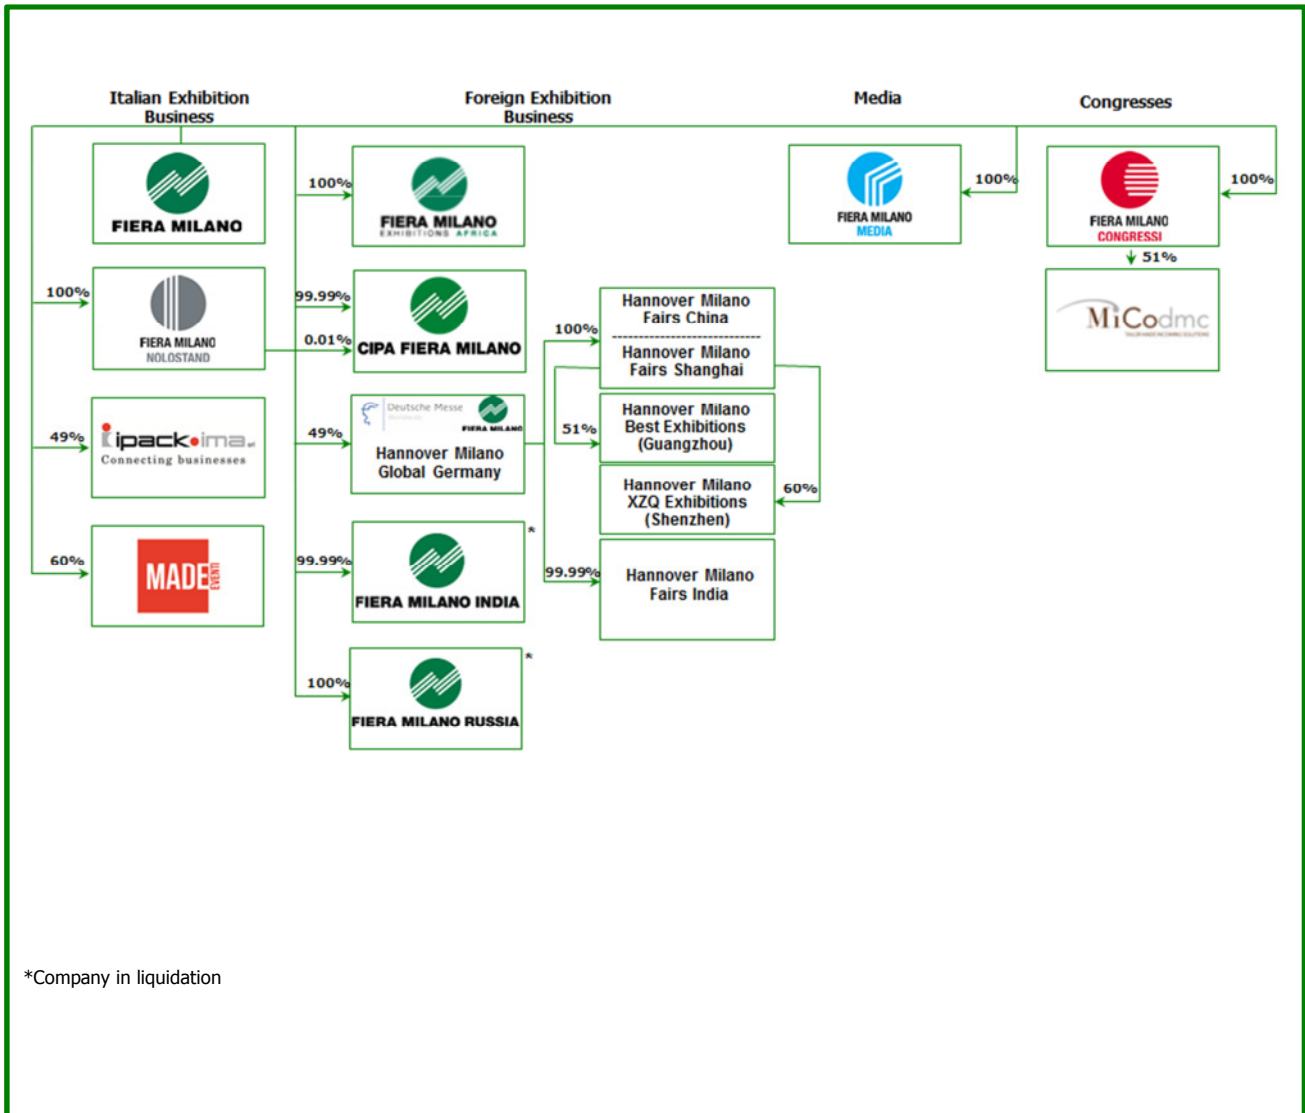 Italian Exhibition
Business
Foreign Exhibition
Business
Media
Congresses
FIERA MILANO
100%
FIERA MILANO
NOLOSTAND
49%
ipack•ima srl
Connecting businesses
60%
MADE
EVENTI
100%
FIERA MILANO
EXHIBITIONS AFRICA
99.99%
0.01%
CIPA FIERA MILANO
49%
Deutsche Messe
FIERA MILANO
Hannover Milano
Global Germany
99.99%
*
FIERA MILANO INDIA
100%
*
FIERA MILANO RUSSIA
100%
Hannover Milano
Fairs China
Hannover Milano
Fairs Shanghai
51%
Hannover Milano
Best Exhibitions
(Guangzhou)
60%
Hannover Milano
XZQ Exhibitions
(Shenzhen)
99.99%
Hannover Milano
Fairs India
FIERA MILANO
MEDIA
100%
FIERA MILANO
CONGRESSI
100%
51%
MiCodmc
*Company in liquidation